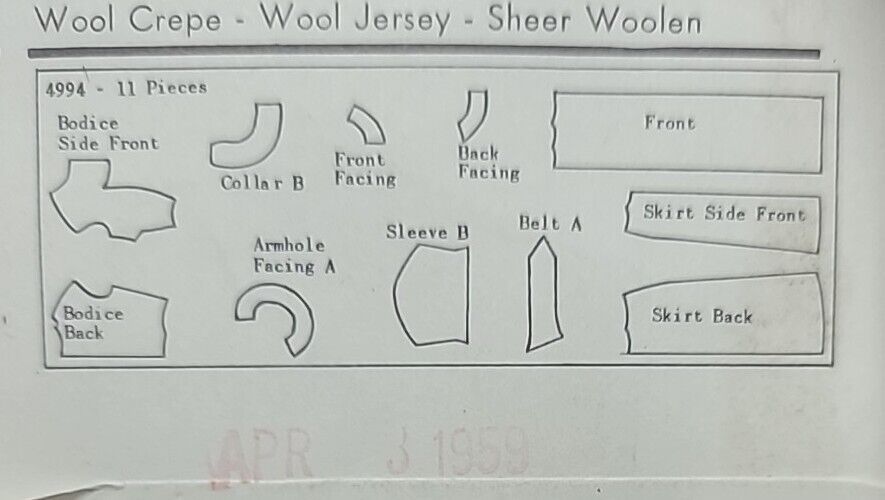 Wool Crepe - Wool Jersey - Sheer Woolen
4994 - 11 Pieces
Bodice
Side Front
Collar B
Front
Facing
Back
Facing
Front
Skirt Side Front
Armhole
Facing A
Sleeve B
Belt A
Bodice
Back
Skirt Back
APR 3 1959